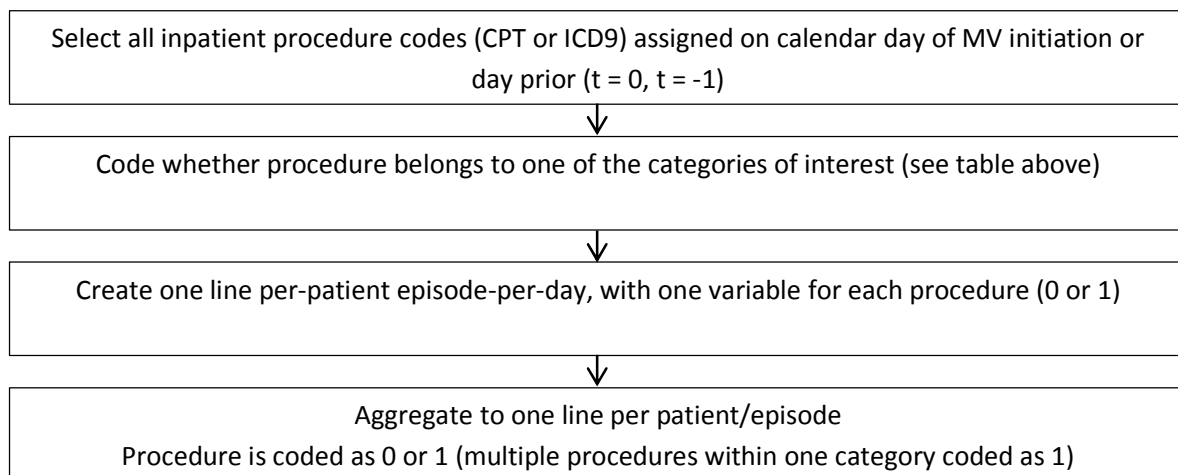 Select all inpatient procedure codes (CPT or ICD9) assigned on calendar day of MV initiation or
day prior (t = 0, t = -1)
Code whether procedure belongs to one of the categories of interest (see table above)
Create one line per-patient episode-per-day, with one variable for each procedure (0 or 1)
Aggregate to one line per patient/episode
Procedure is coded as 0 or 1 (multiple procedures within one category coded as 1)